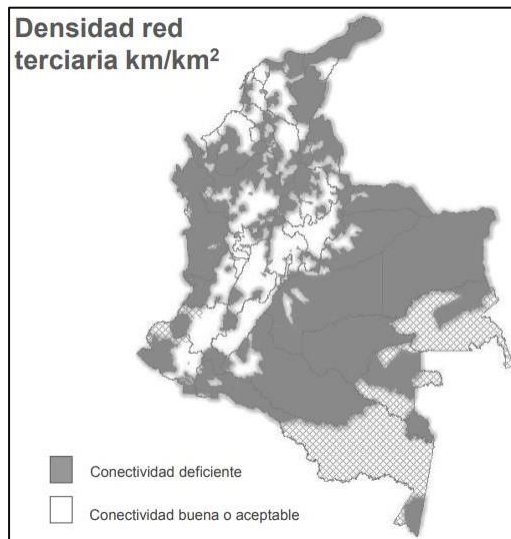 Densidad red
terciaria km/km²
Conectividad deficiente
Conectividad buena o aceptable